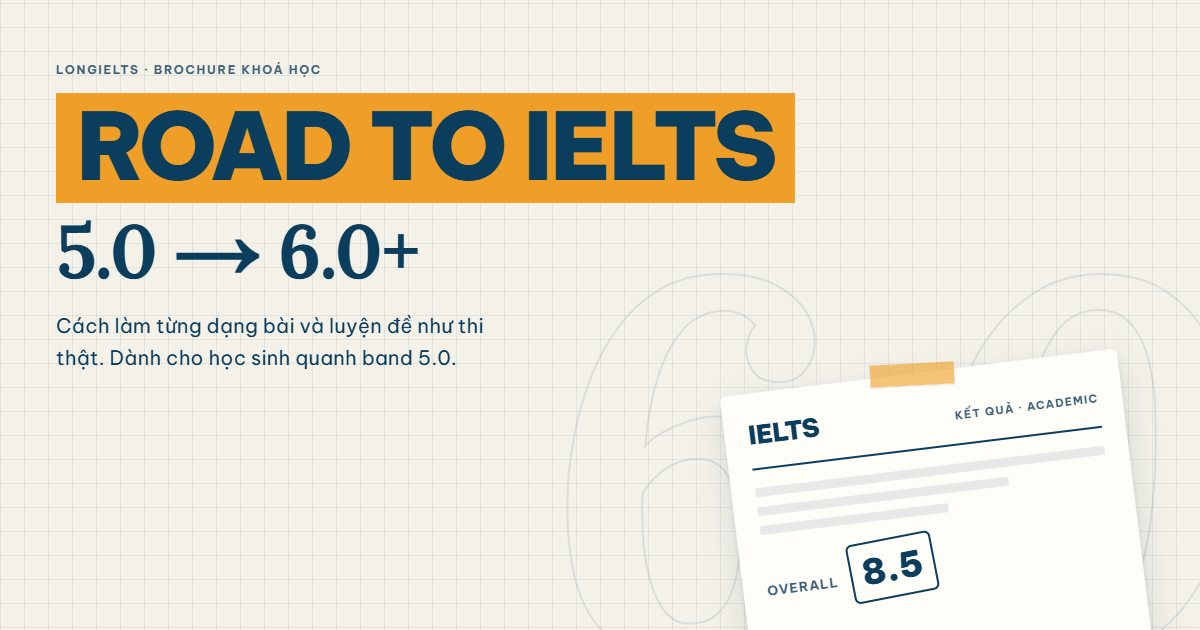 LONGIELTS · BROCHURE KHOÁ HỌC
ROAD TO IELTS
5.0 → 6.0+
Cách làm từng dạng bài và luyện đề như thi
thật. Dành cho học sinh quanh band 5.0.
60
IELTS
KẾT QUẢ · ACADEMIC
OVERALL
8.5